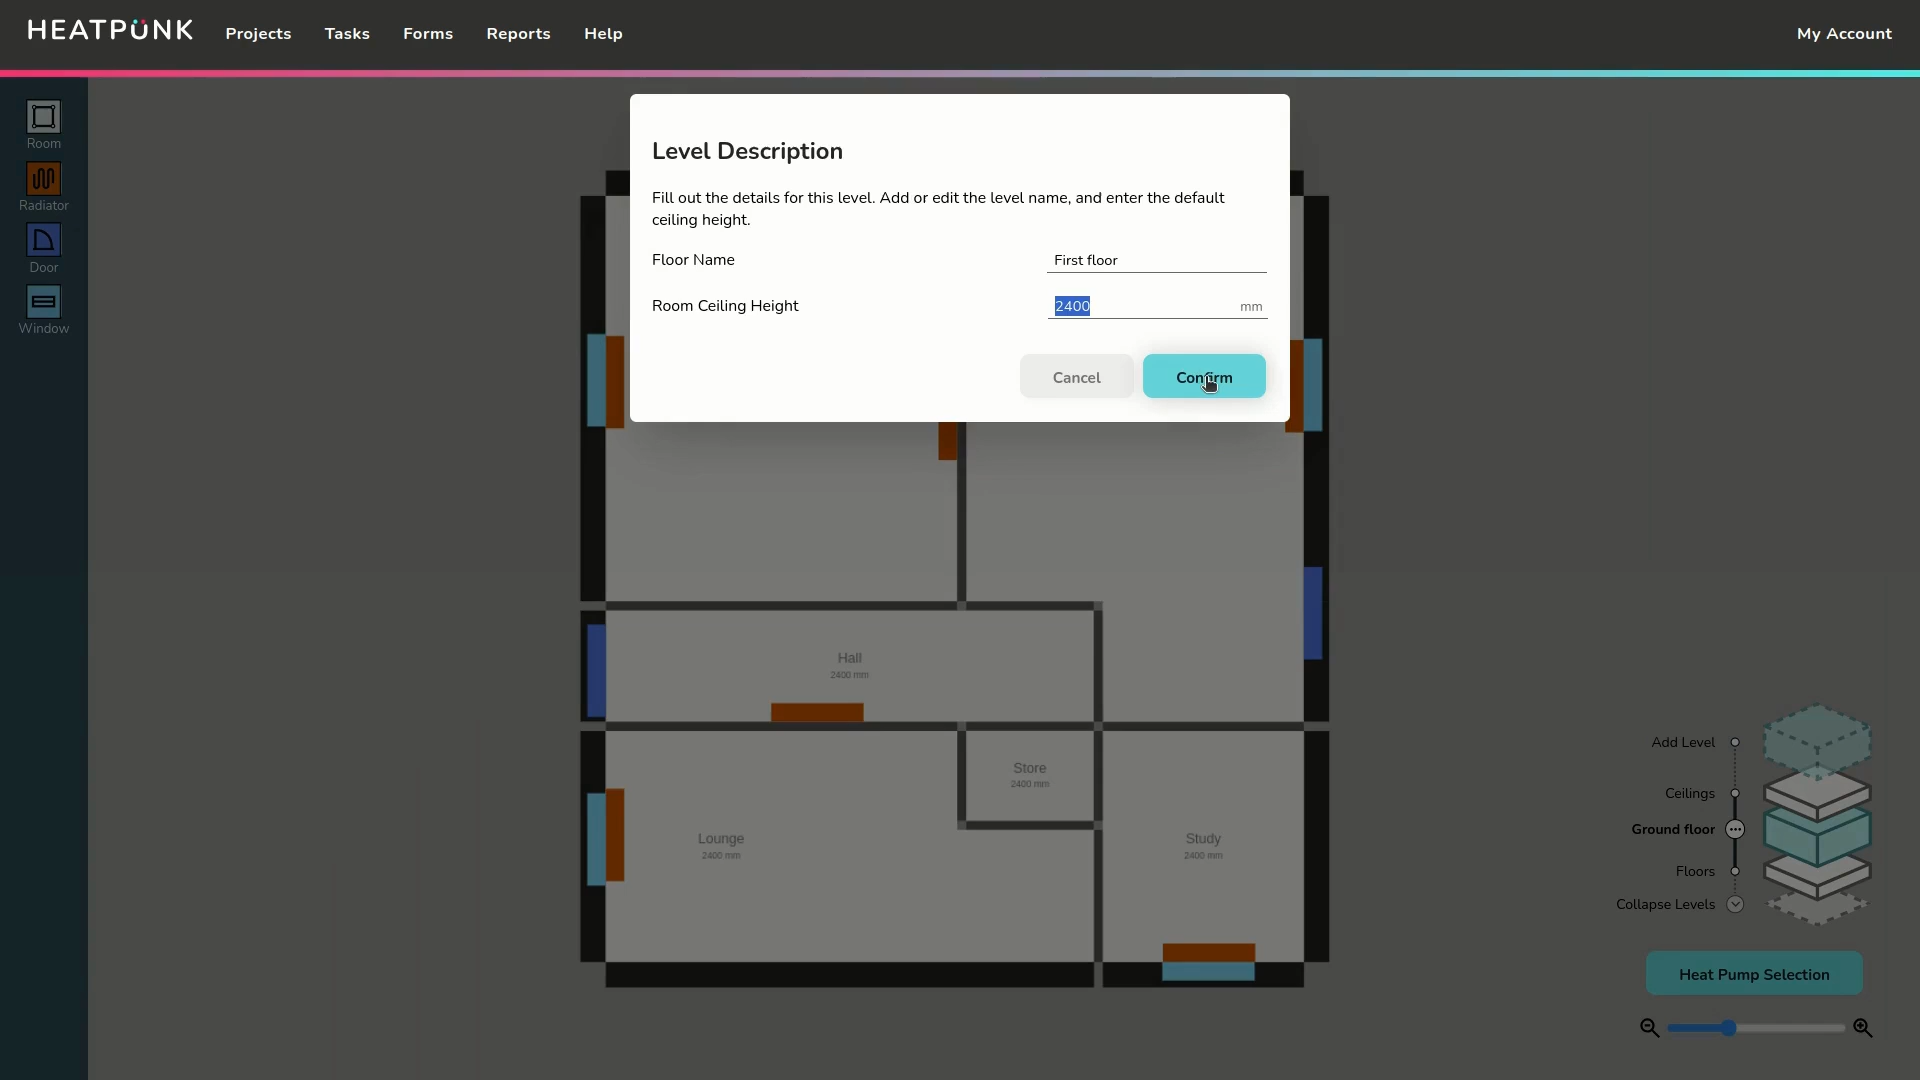 HEATPÜNK
Projects
Tasks
Forms
Reports
Help
My Account
Room
Radiator
Door
Window
Level Description
Fill out the details for this level. Add or edit the level name, and enter the default
ceiling height.
Floor Name
First floor
Room Ceiling Height
2400
mm
Cancel
Confirm
Hall
2400 mm
Store
2400 mm
Lounge
2400 mm
Study
2400 mm
Add Level
Ceilings
Ground floor
Floors
Collapse Levels
Heat Pump Selection